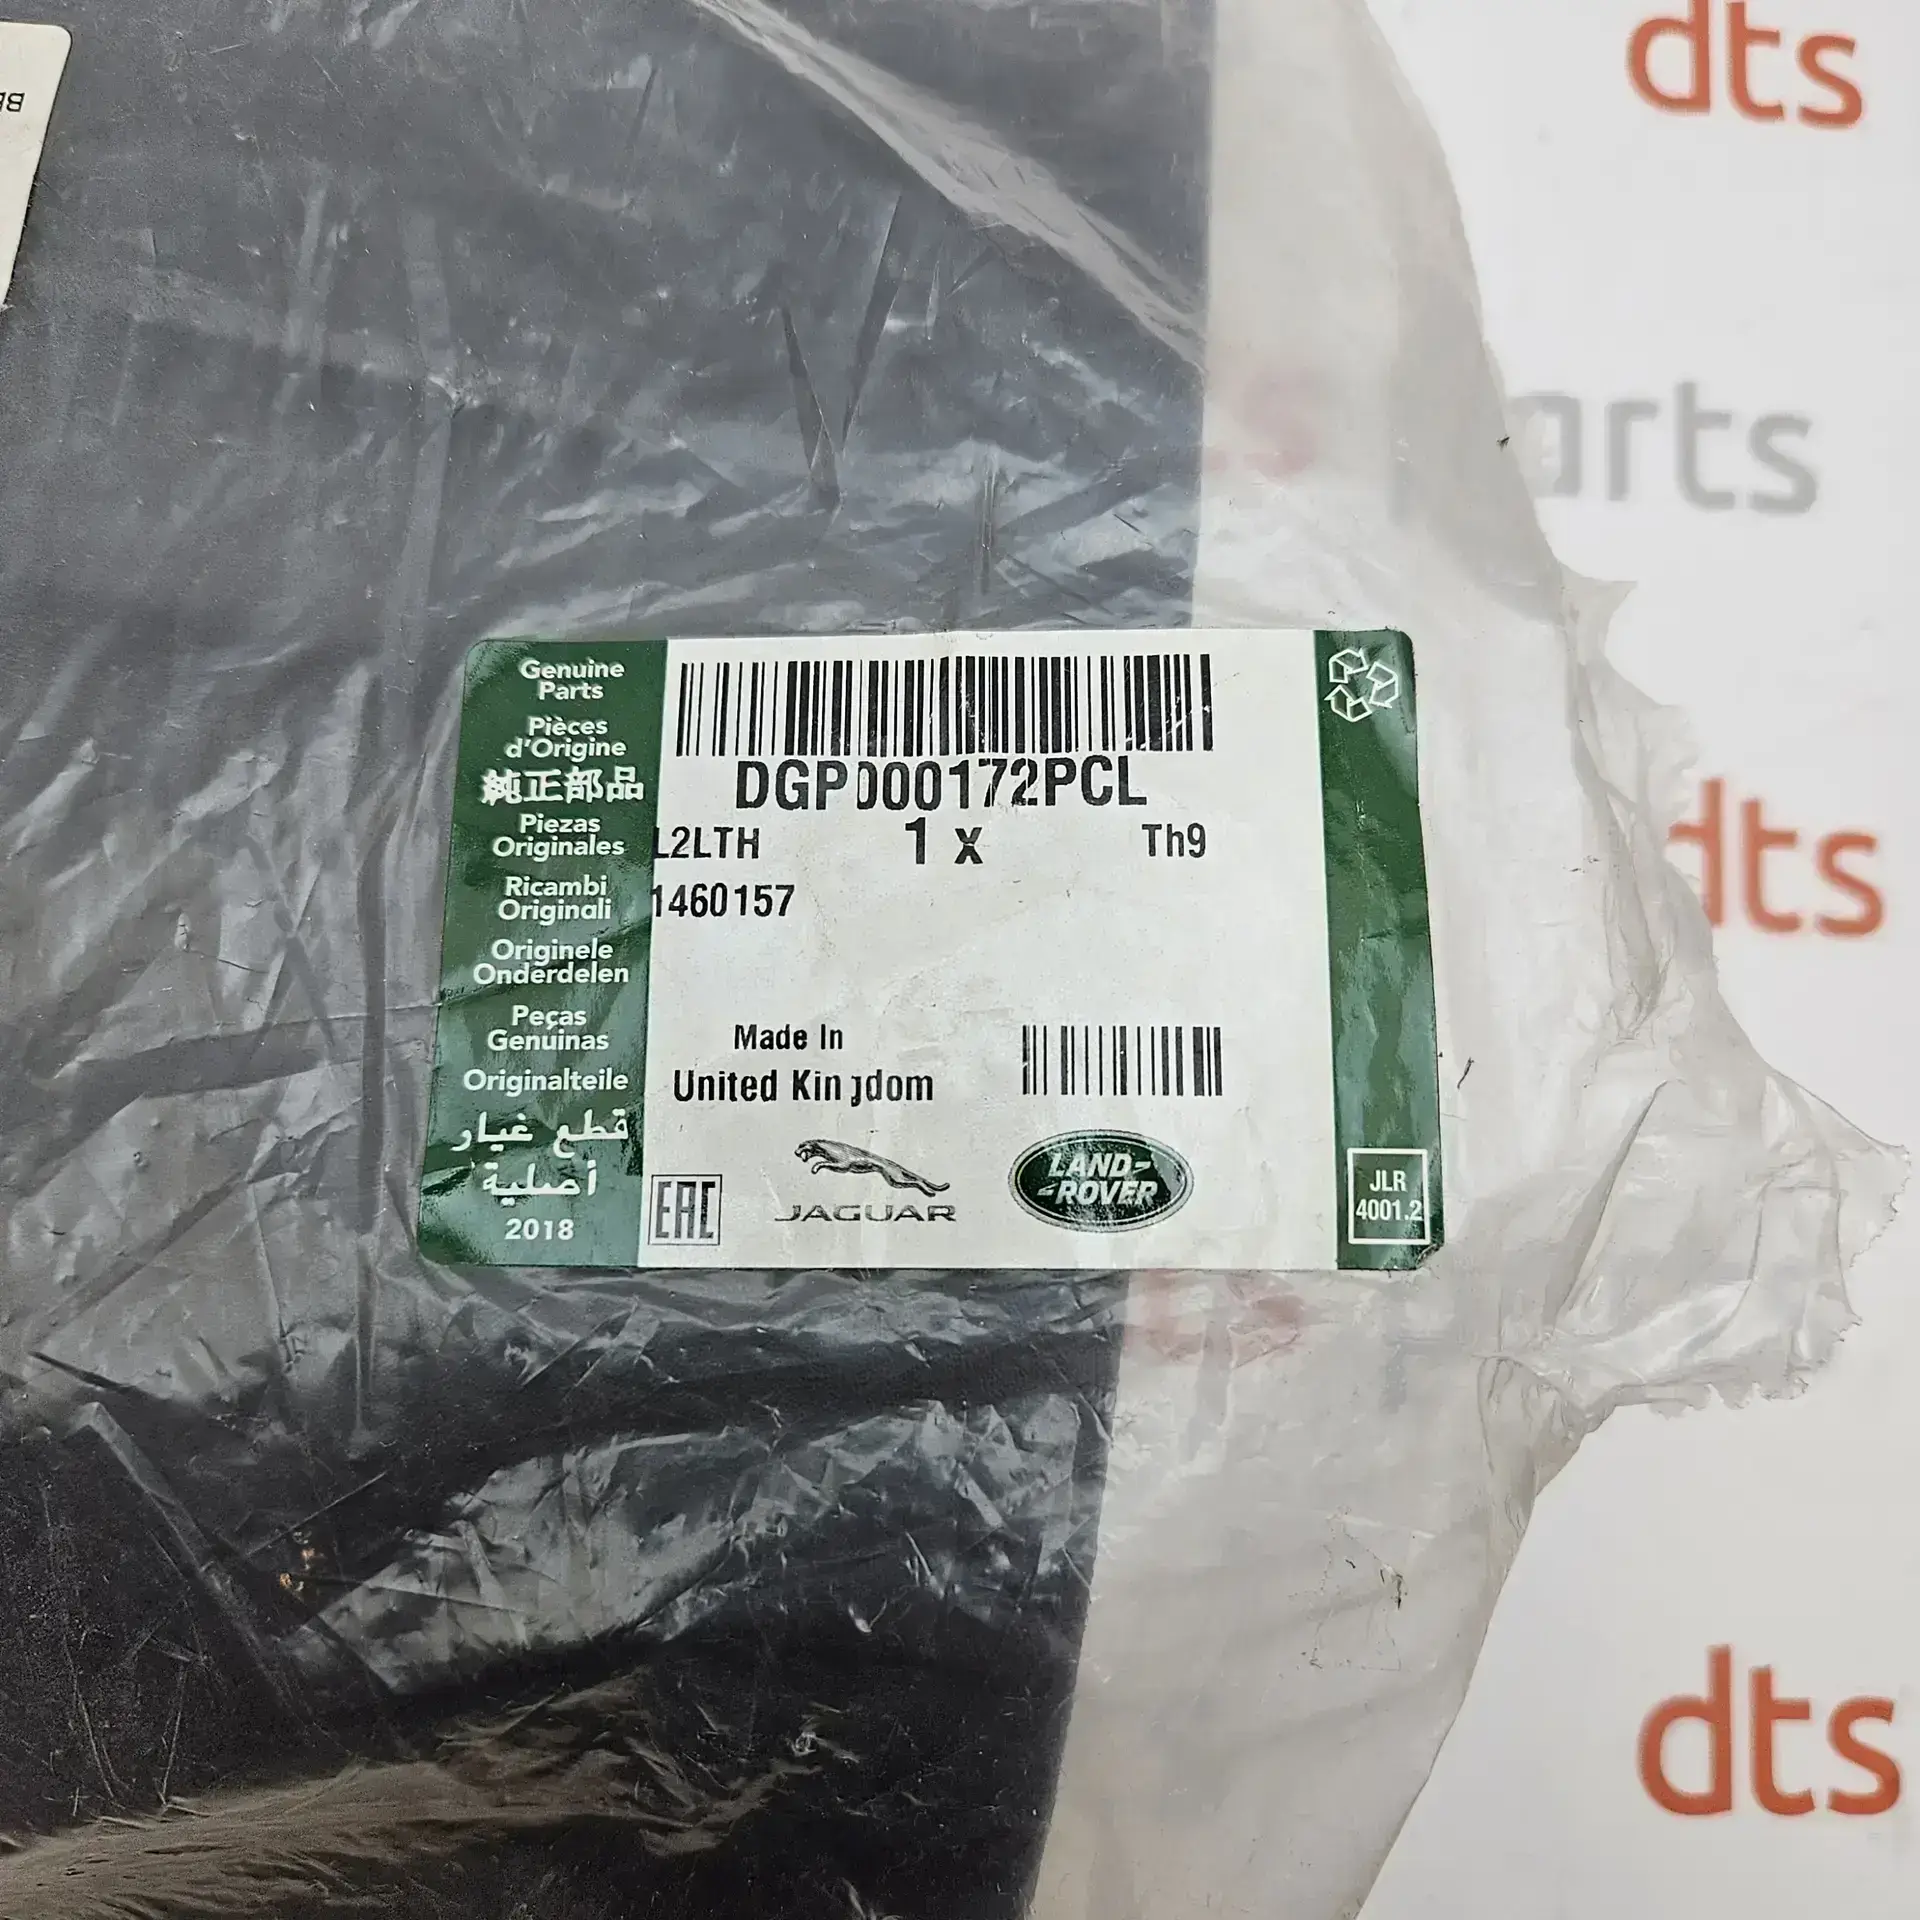 dts
arts
dts
dts
Genuine
Parts
Pièces
d'Origine
純正部品
Piezas
Originales
Ricambi
Originali
Originele
Onderdelen
Peças
Genuinas
Originalteile
قطع غيار
أصلية
2018
DGP000172PCL
L2LTH 1 x Th9
1460157
Made In
United Kingdom
EAC
JAGUAR
LAND-
-ROVER
JLR
4001.2